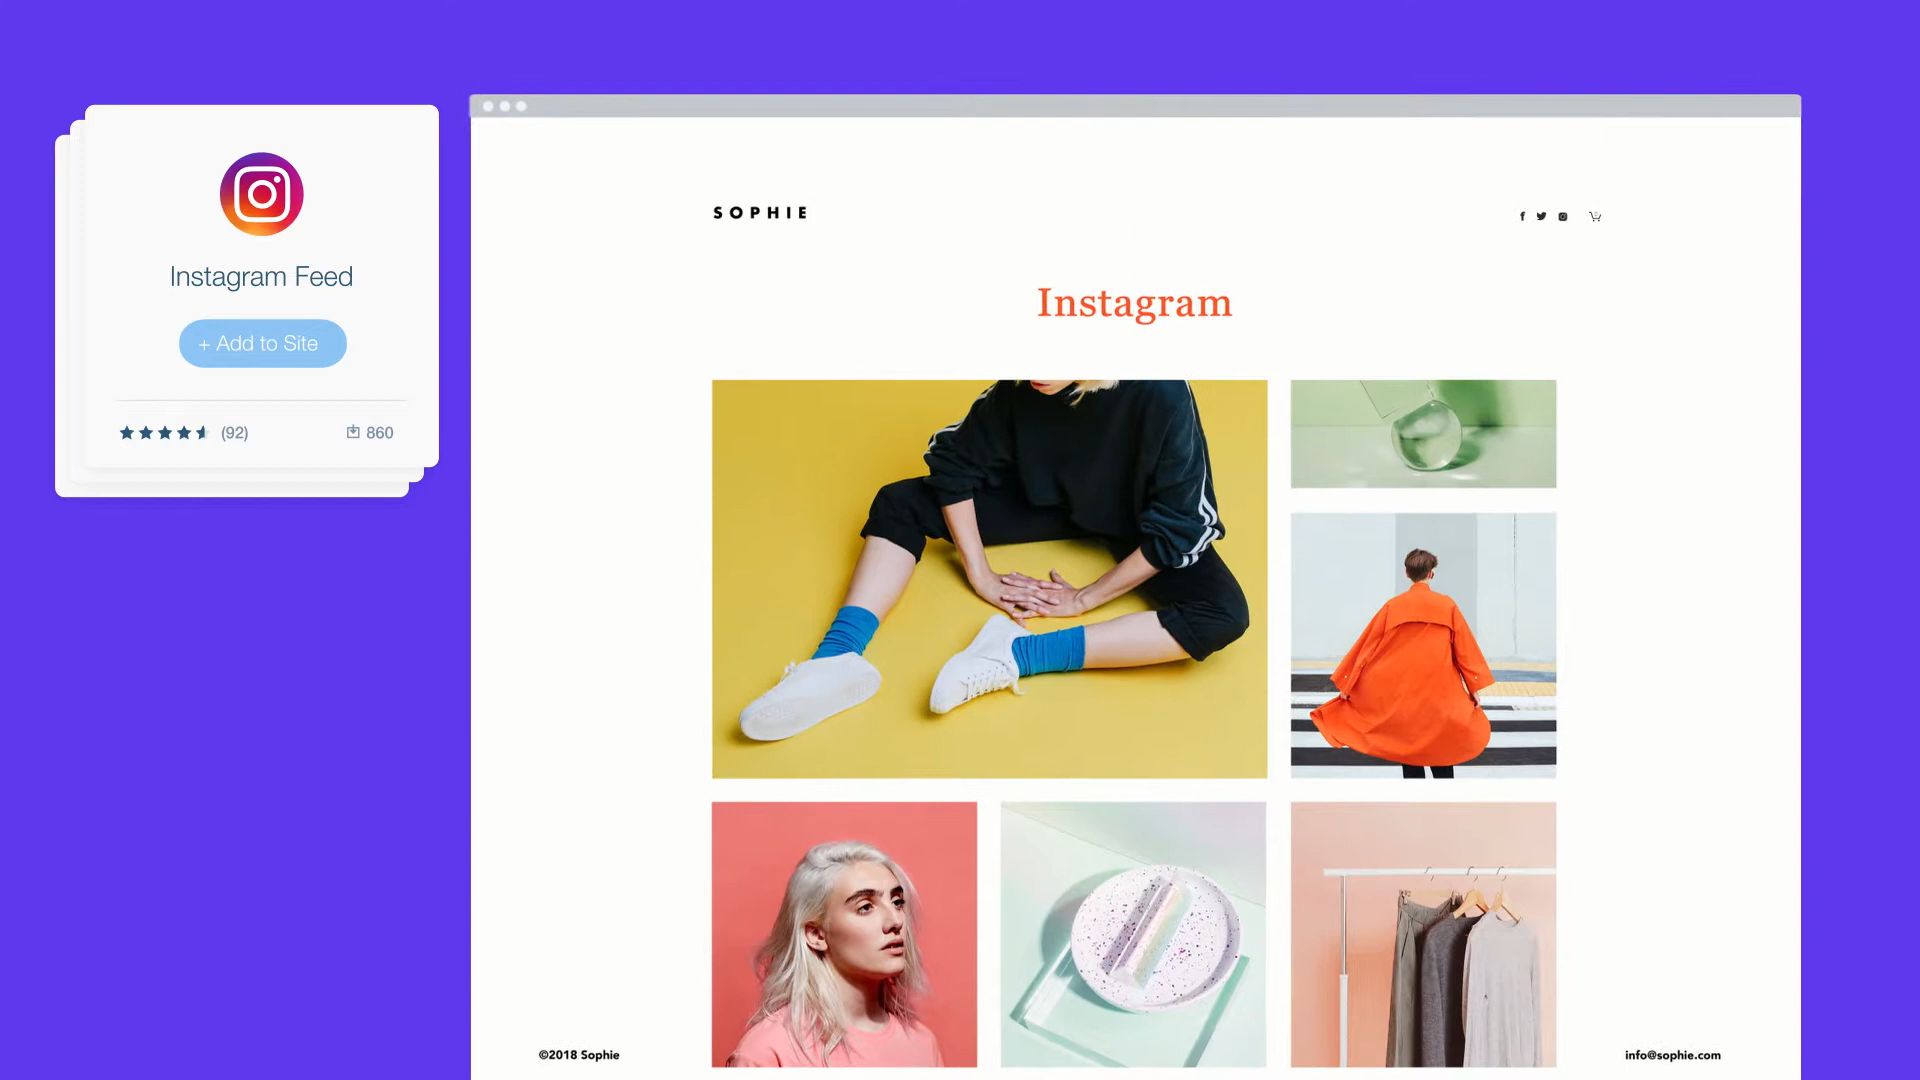 Instagram Feed
+ Add to Site
(92)
860
SOPHIE
Instagram
©2018 Sophie
info@sophie.com